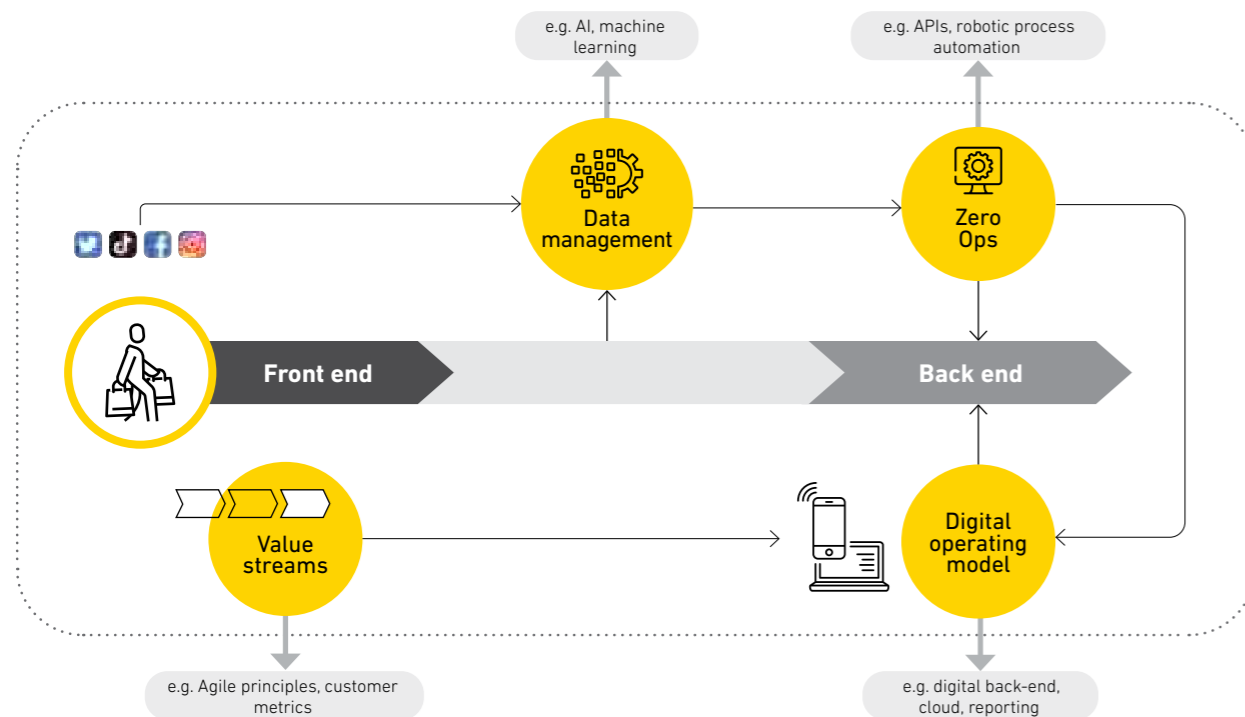 e.g. AI, machine
learning
e.g. APIs, robotic process
automation
Data
management
Zero
Ops
Front end
Back end
Value
streams
Digital
operating
model
e.g. Agile principles, customer
metrics
e.g. digital back-end,
cloud, reporting